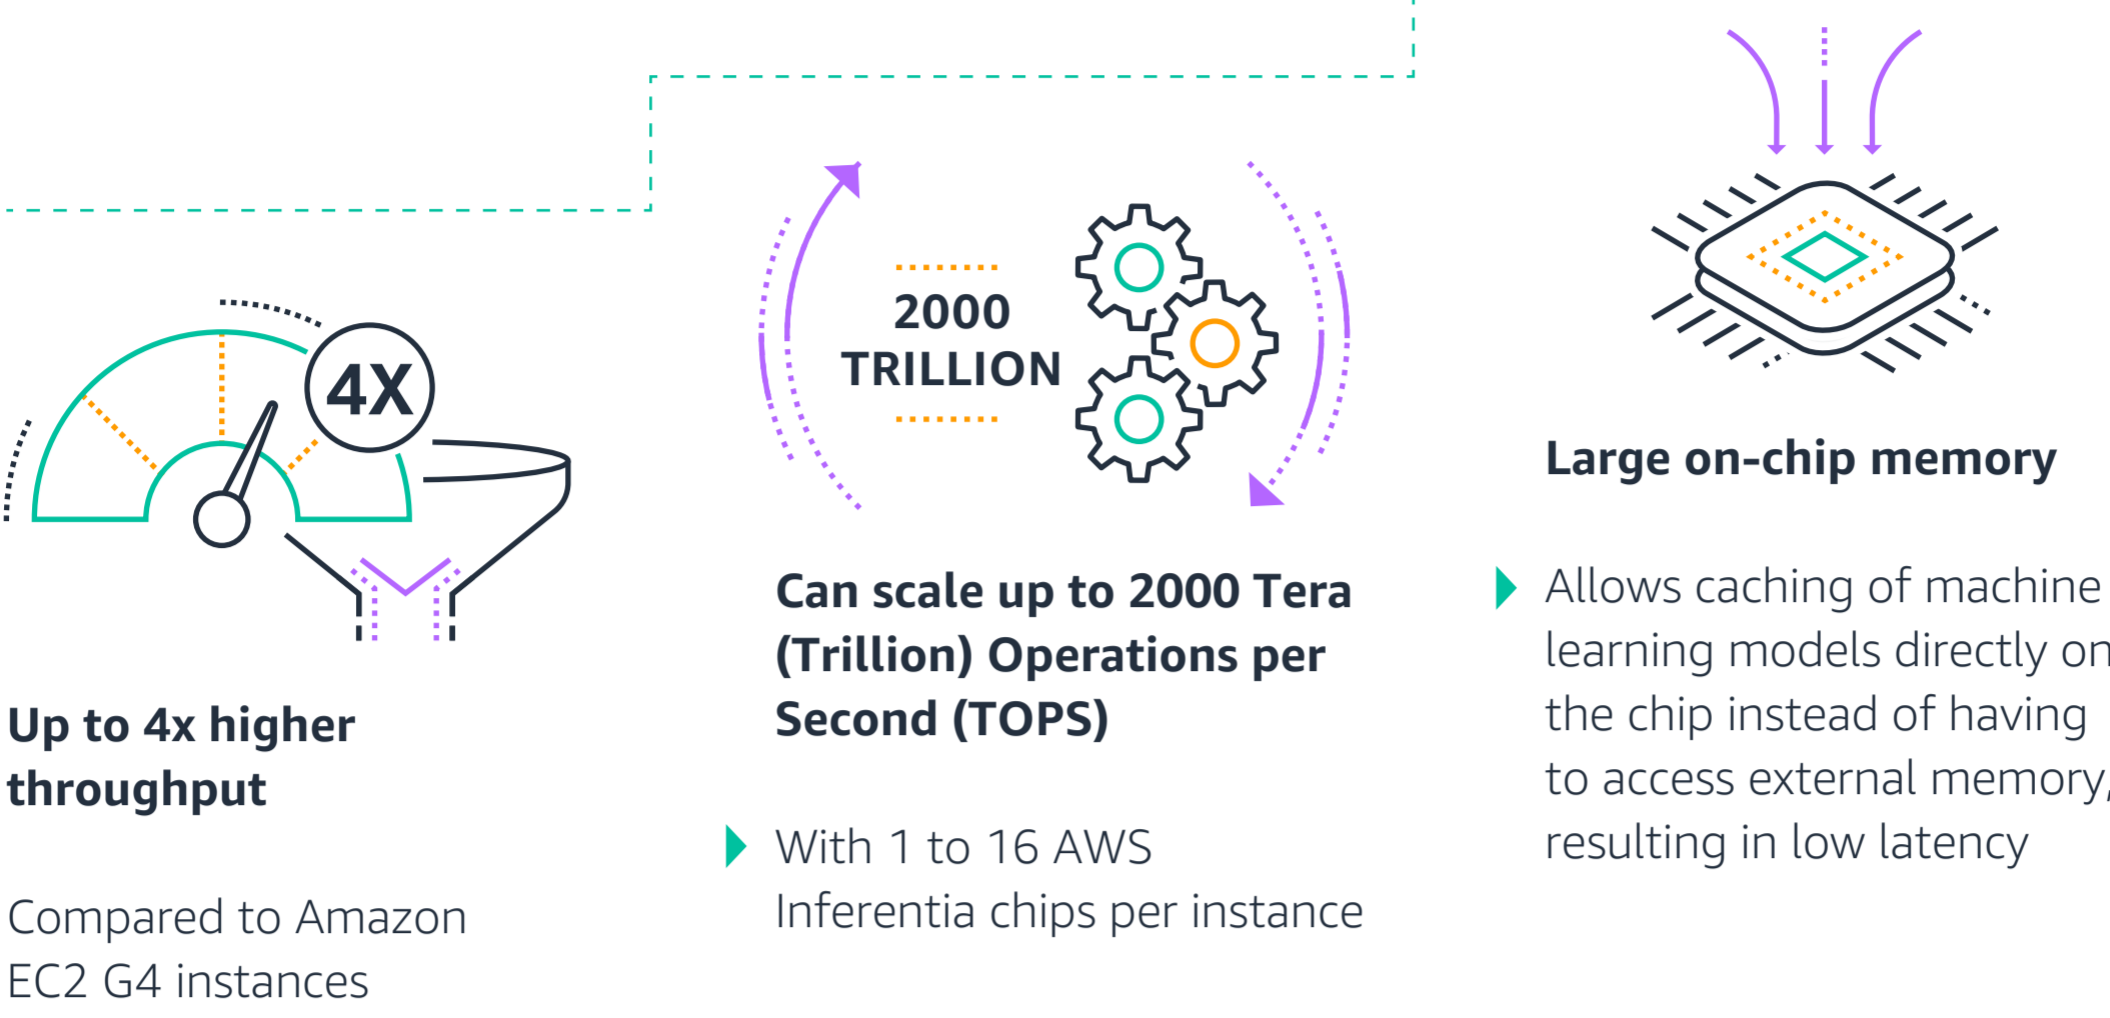 4X
Up to 4x higher
throughput
Compared to Amazon
EC2 G4 instances
2000
TRILLION
Can scale up to 2000 Tera
(Trillion) Operations per
Second (TOPS)
With 1 to 16 AWS
Inferentia chips per instance
Large on-chip memory
Allows caching of machine
learning models directly on
the chip instead of having
to access external memory,
resulting in low latency